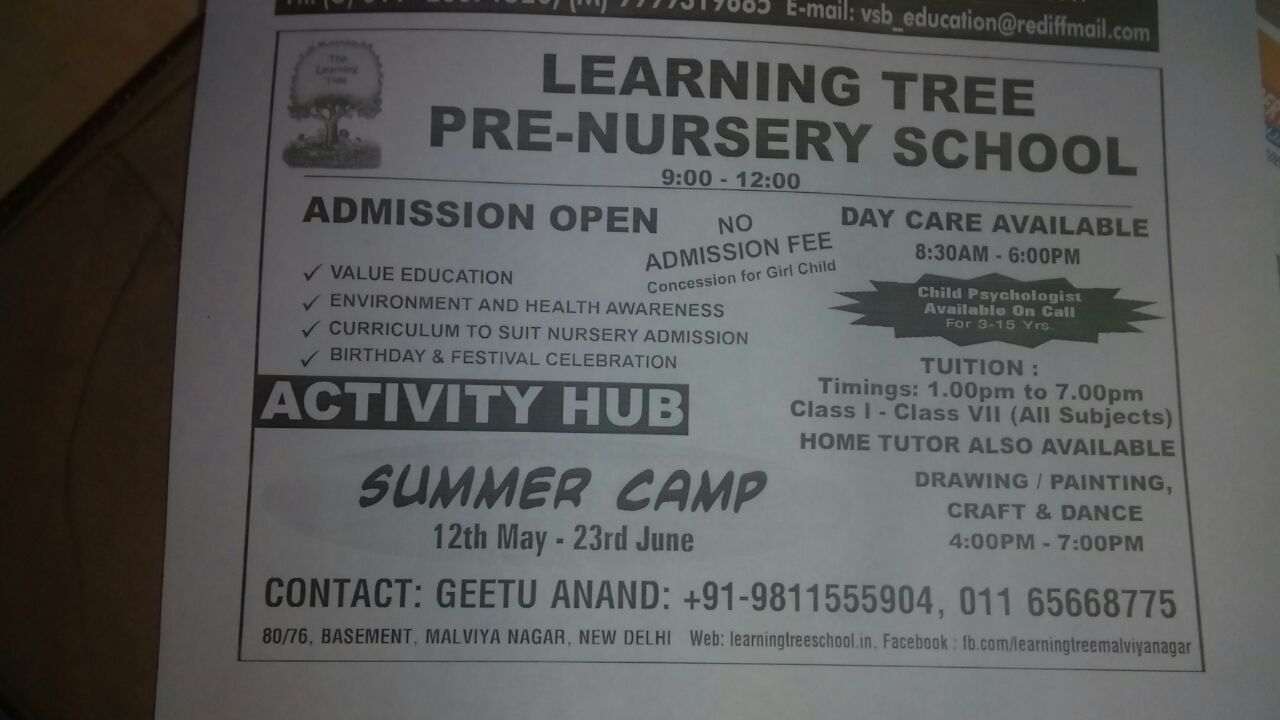 E-mail: vsb_education@rediffmail.com
The
Learning
Tree
LEARNING TREE
PRE-NURSERY SCHOOL
9:00 - 12:00
ADMISSION OPEN
✓ VALUE EDUCATION
✓ ENVIRONMENT AND HEALTH AWARENESS
✓ CURRICULUM TO SUIT NURSERY ADMISSION
✓ BIRTHDAY & FESTIVAL CELEBRATION
NO
ADMISSION FEE
Concession for Girl Child
DAY CARE AVAILABLE
8:30AM - 6:00PM
Child Psychologist
Available On Call
For 3-15 Yrs.
TUITION :
Timings: 1.00pm to 7.00pm
Class I - Class VII (All Subjects)
HOME TUTOR ALSO AVAILABLE
DRAWING / PAINTING,
CRAFT & DANCE
4:00PM - 7:00PM
ACTIVITY HUB
SUMMER CAMP
12th May - 23rd June
CONTACT: GEETU ANAND: +91-9811555904, 011 65668775
80/76, BASEMENT, MALVIYA NAGAR, NEW DELHI Web: learningtreeschool.in, Facebook : fb.com/learningtreemalviyanagar